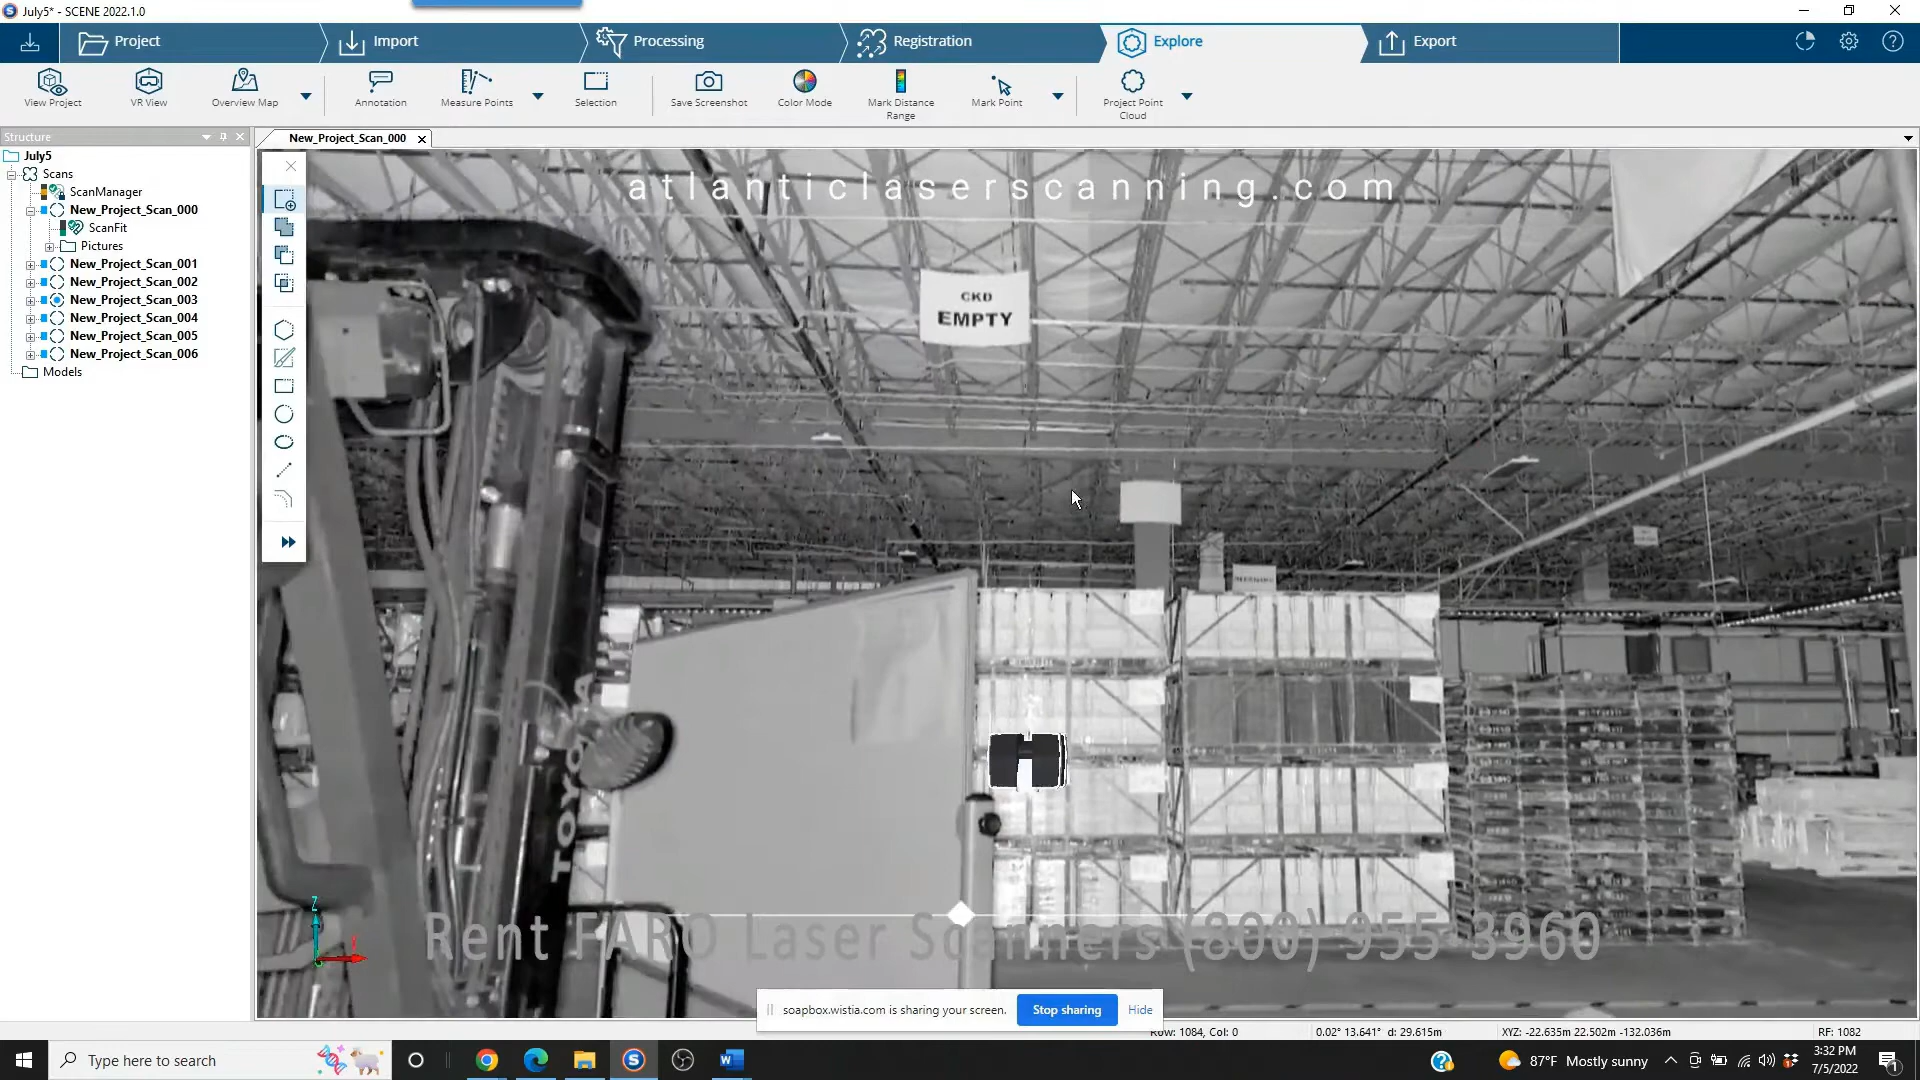 July5* - SCENE 2022.1.0
Project
Import
Processing
Registration
Explore
Export
View Project
VR View
Overview Map
Annotation
Measure Points
Selection
Save Screenshot
Color Mode
Mark Distance
Range
Mark Point
Project Point
Cloud
Structure
New_Project_Scan_000
July5
Scans
ScanManager
New_Project_Scan_000
ScanFit
Pictures
New_Project_Scan_001
New_Project_Scan_002
New_Project_Scan_003
New_Project_Scan_004
New_Project_Scan_005
New_Project_Scan_006
Models
atlanticlaserscanning.com
CKD
EMPTY
TOYOTA
Z
Rent FARO Laser Scanners (800) 955-3960
soapbox.wistia.com is sharing your screen.
Stop sharing
Hide
Row: 1084, Col: 0
0.02° 13.641° d: 29.615m
XYZ: -22.635m 22.502m -132.036m
RF: 1082
Type here to search
87°F Mostly sunny
3:32 PM
7/5/2022
1